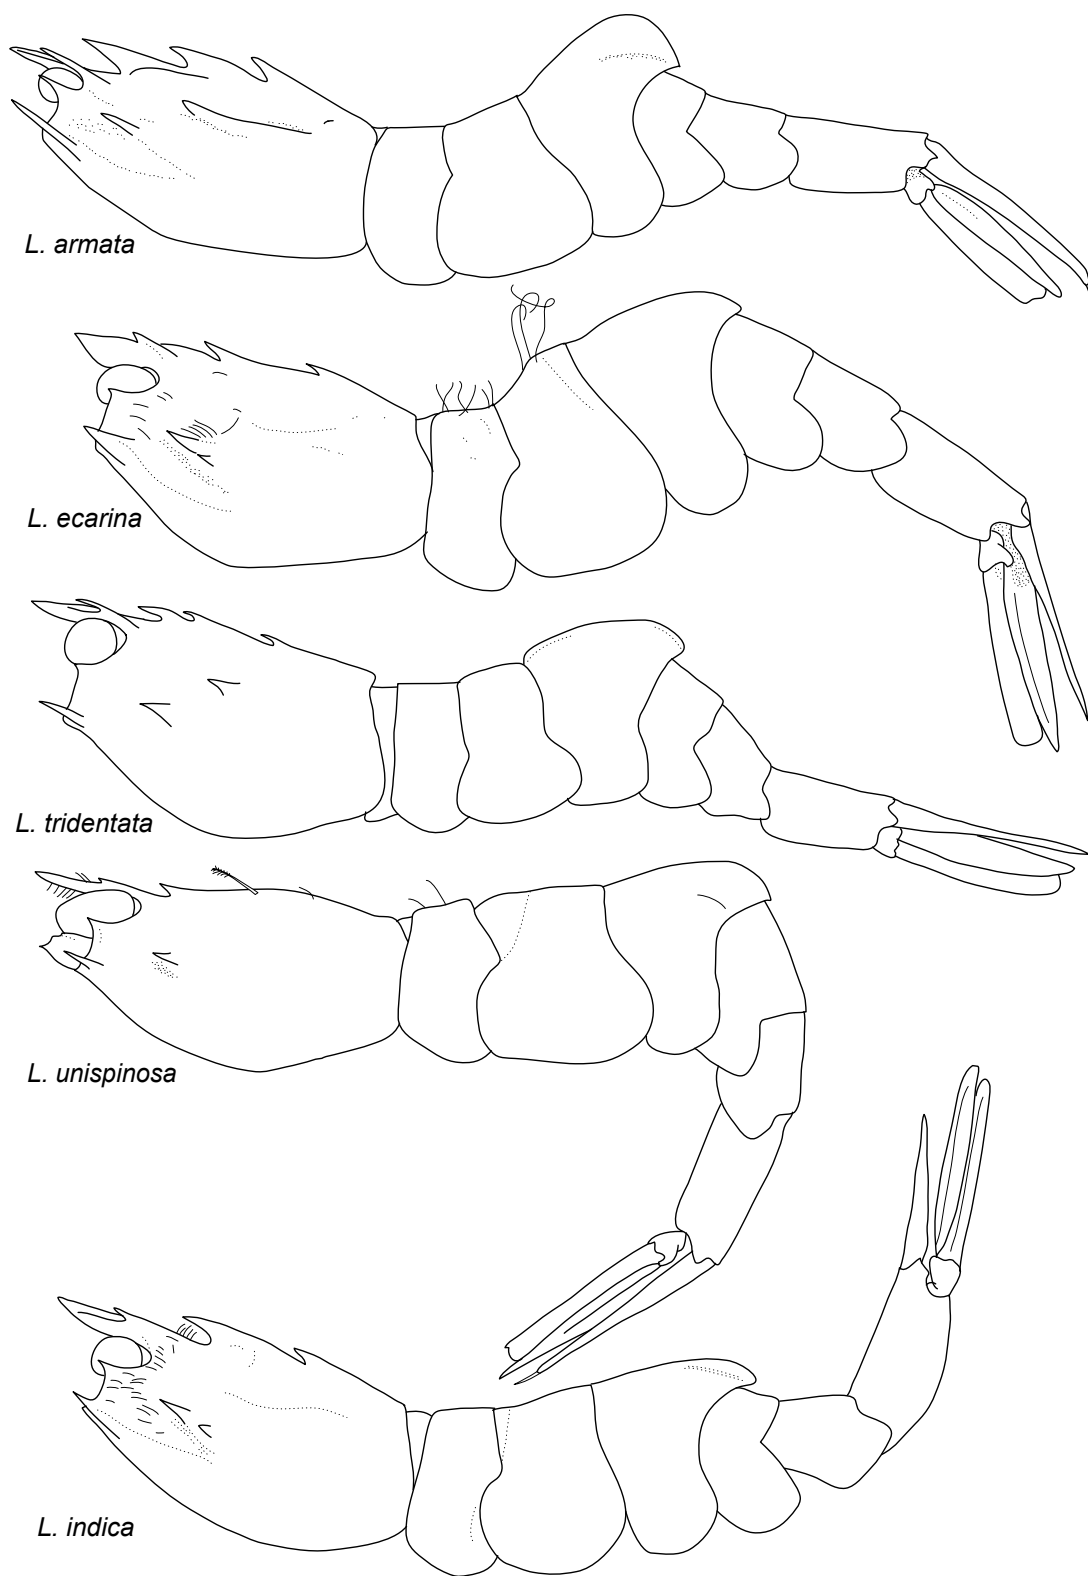 L. armata
L. ecarina
L. tridentata
L. unispinosa
L. indica